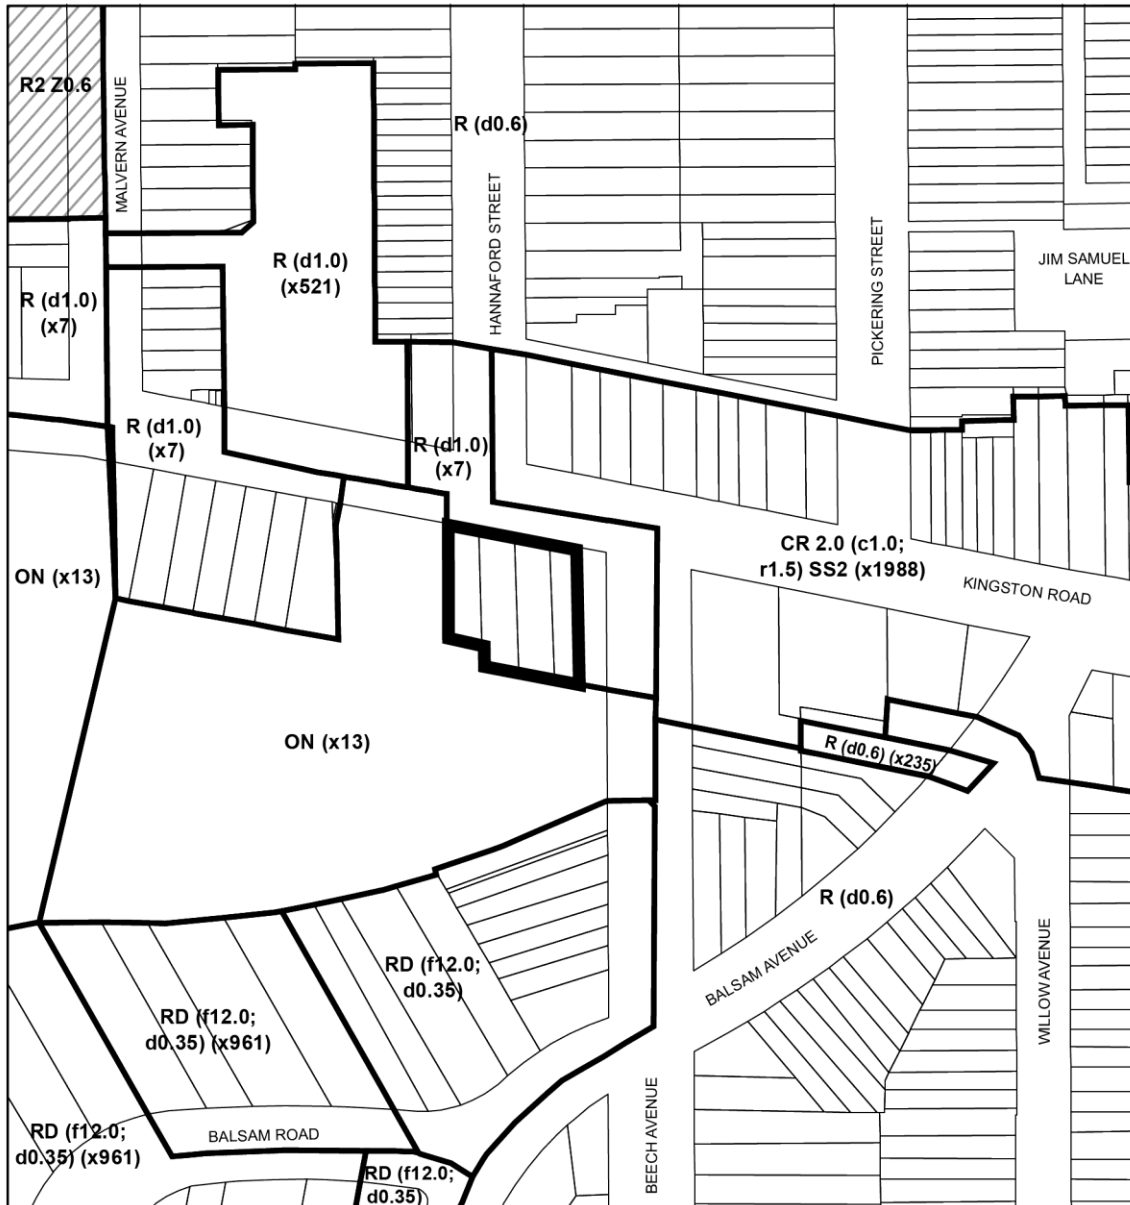 R2 Z0.6
MALVERN AVENUE
R (d0.6)
HANNAFORD STREET
PICKERING STREET
JIM SAMUEL
LANE
R (d1.0)
(x521)
R (d1.0)
(x7)
R (d1.0)
(x7)
R (d1.0)
(x7)
CR 2.0 (c1.0;
r1.5) SS2 (x1988)
KINGSTON ROAD
ON (x13)
ON (x13)
R (d0.6) (x235)
R (d0.6)
BALSAM AVENUE
WILLOW AVENUE
RD (f12.0;
d0.35)
RD (f12.0;
d0.35) (x961)
RD (f12.0;
d0.35) (x961)
BALSAM ROAD
RD (f12.0;
d0.35)
BEECH AVENUE